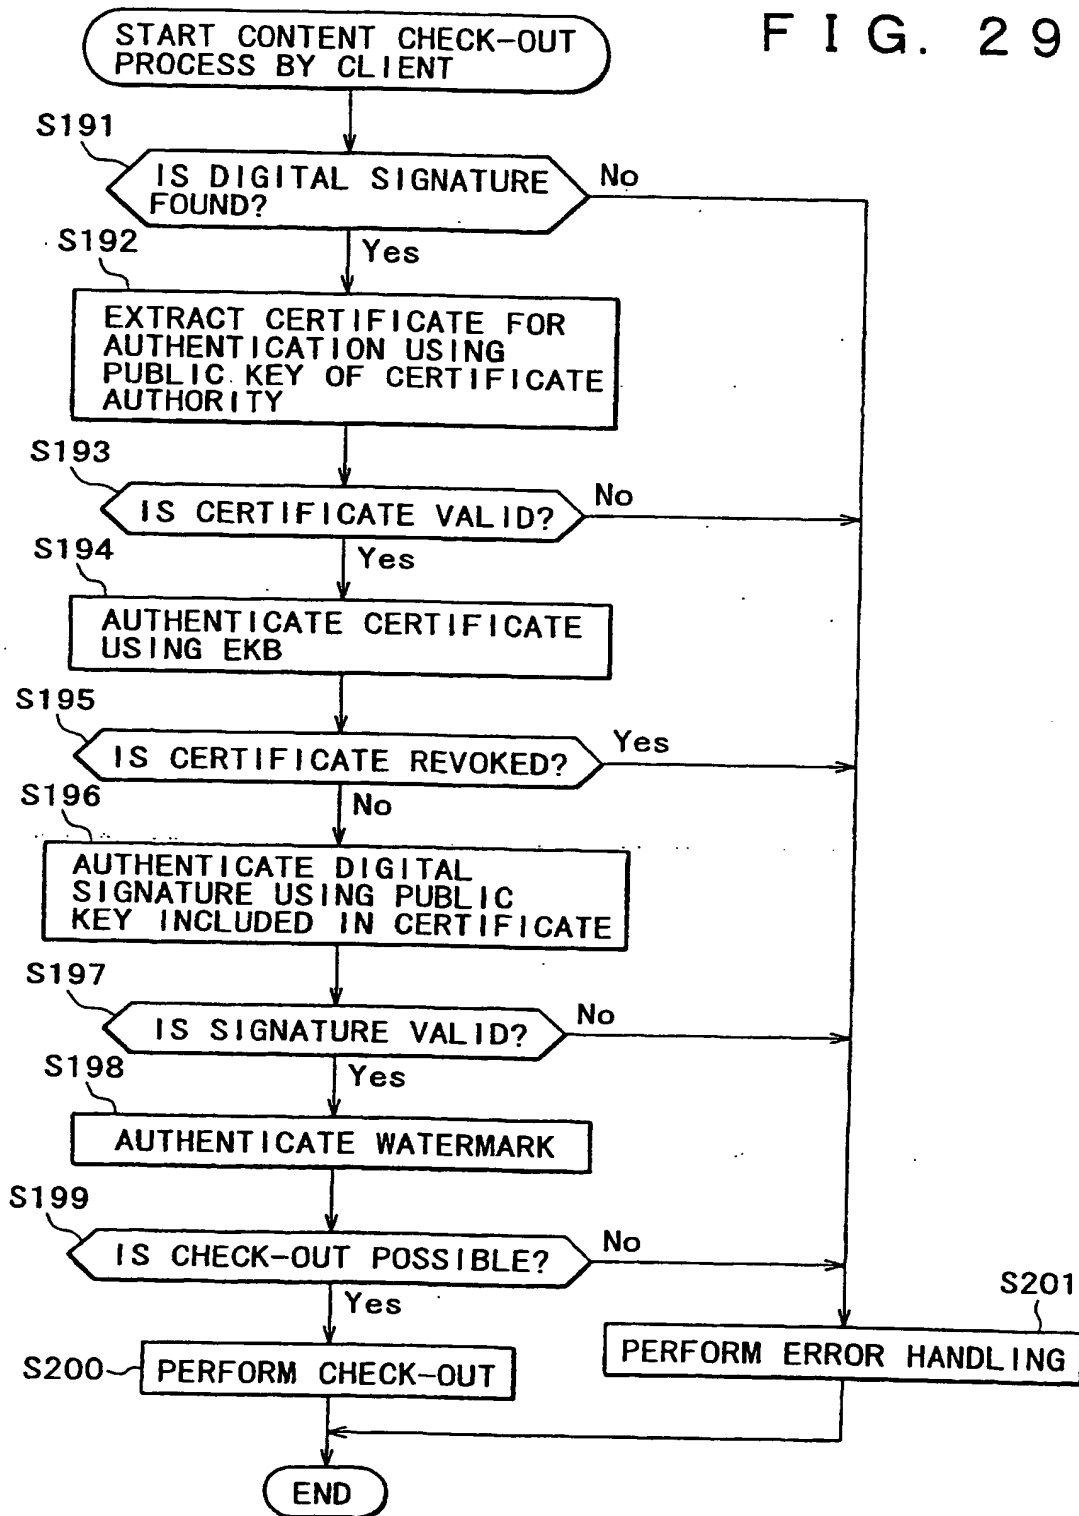 FIG. 29
START CONTENT CHECK-OUT
PROCESS BY CLIENT
S191
IS DIGITAL SIGNATURE
FOUND?
No
Yes
S192
EXTRACT CERTIFICATE FOR
AUTHENTICATION USING
PUBLIC KEY OF CERTIFICATE
AUTHORITY
S193
IS CERTIFICATE VALID?
No
Yes
S194
AUTHENTICATE CERTIFICATE
USING EKB
S195
IS CERTIFICATE REVOKED?
Yes
No
S196
AUTHENTICATE DIGITAL
SIGNATURE USING PUBLIC
KEY INCLUDED IN CERTIFICATE
S197
IS SIGNATURE VALID?
No
Yes
S198
AUTHENTICATE WATERMARK
S199
IS CHECK-OUT POSSIBLE?
No
Yes
S200
PERFORM CHECK-OUT
S201
PERFORM ERROR HANDLING
END